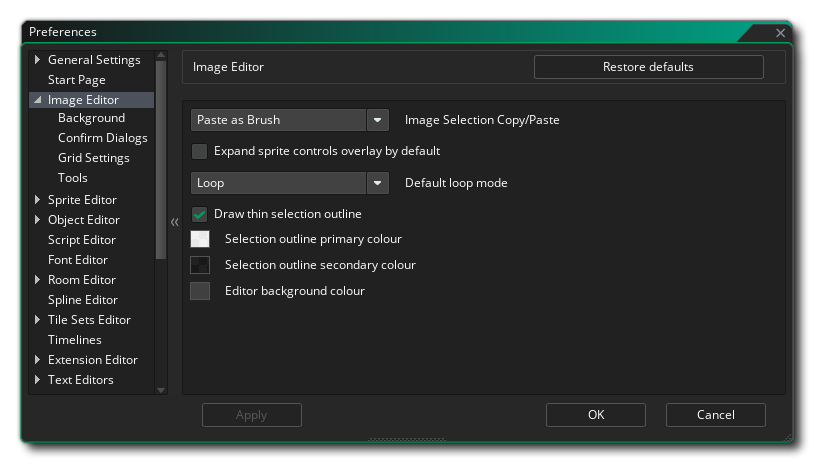 Preferences
General Settings
Start Page
Image Editor
Background
Confirm Dialogs
Grid Settings
Tools
Sprite Editor
Object Editor
Script Editor
Font Editor
Room Editor
Spline Editor
Tile Sets Editor
Timelines
Extension Editor
Text Editors
Image Editor
Restore defaults
Paste as Brush
Image Selection Copy/Paste
Expand sprite controls overlay by default
Loop
Default loop mode
Draw thin selection outline
Selection outline primary colour
Selection outline secondary colour
Editor background colour
Apply
OK
Cancel